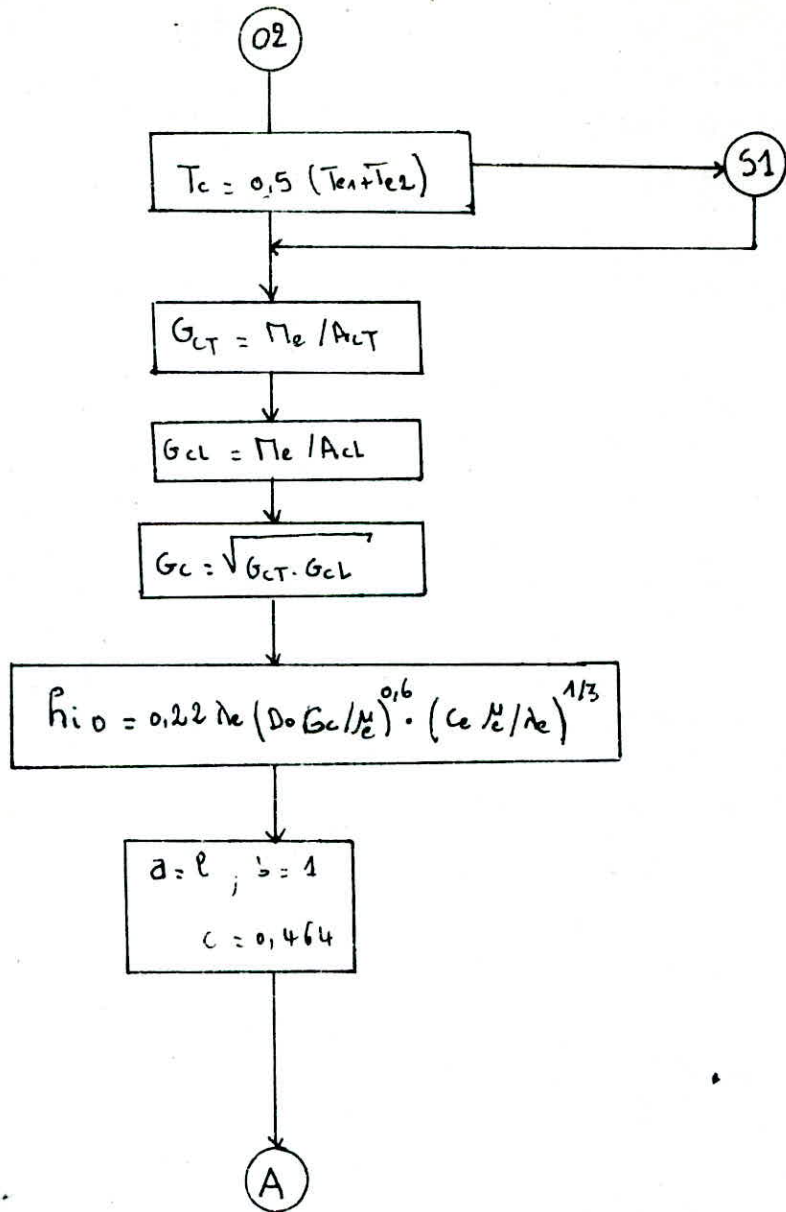 02
Tc = 0,5 (Te1+Te2)
S1
GCT = Me / ACT
GCL = Me / ACL
Gc = √GCT. GCL
hio = 0,22 λe (Do Gc/μe)^0,6 . (Ce μe/λe)^1/3
a = l ; b = 1
c = 0,464
A